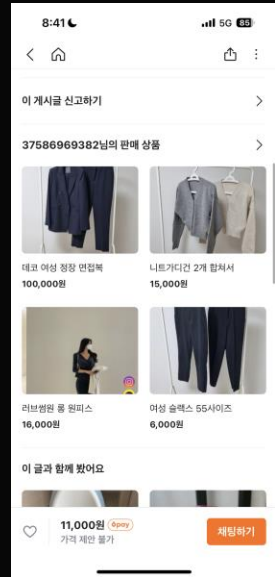 8:41
5G 85
이 게시글 신고하기
37586969382님의 판매 상품
데코 여성 정장 면접복
100,000원
니트가디건 2개 합쳐서
15,000원
러브썸원 롱 원피스
16,000원
여성 슬랙스 55사이즈
6,000원
이 글과 함께 봤어요
11,000원 pay
가격 제안 불가
채팅하기